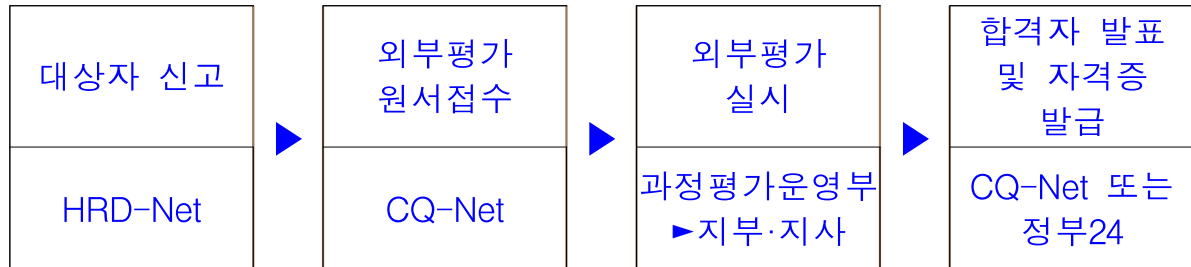 대상자 신고
HRD-Net
외부평가
원서접수
CQ-Net
외부평가
실시
과정평가운영부
►지부·지사
합격자 발표
및 자격증
발급
CQ-Net 또는
정부24